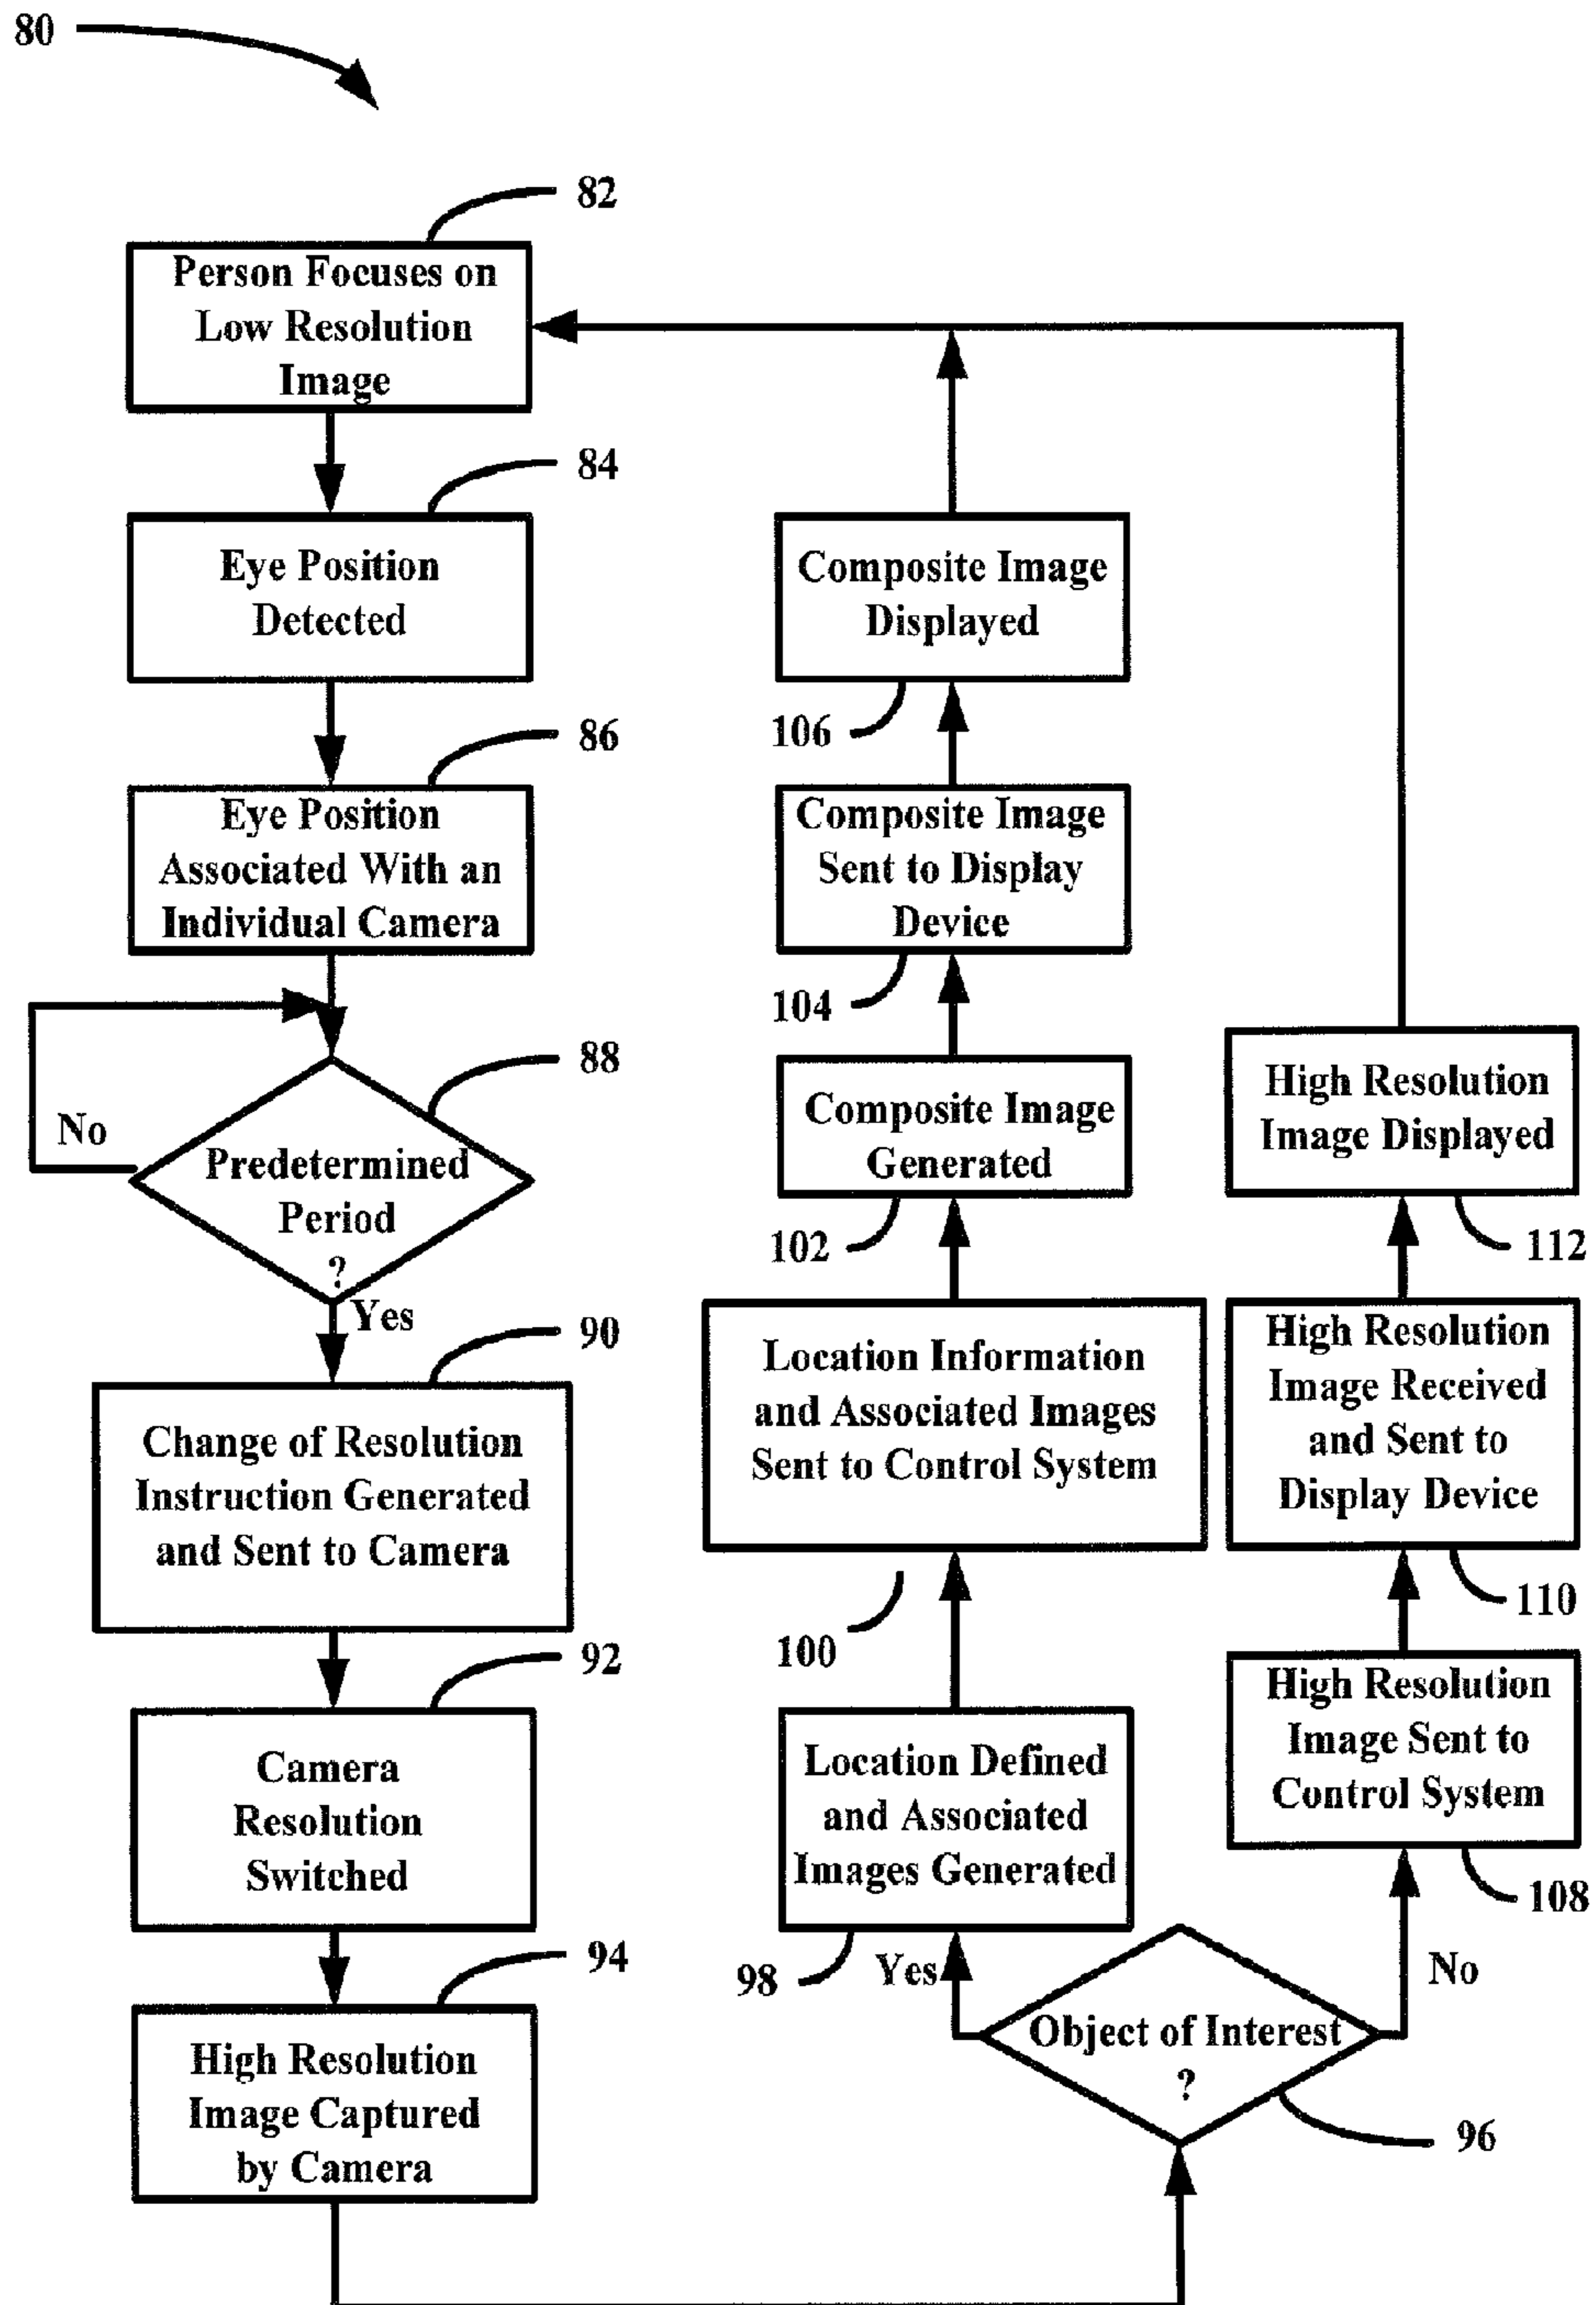 80
82
Person Focuses on
Low Resolution
Image
84
Eye Position
Detected
86
Eye Position
Associated With an
Individual Camera
88
No
Predetermined
Period
?
Yes
90
Change of Resolution
Instruction Generated
and Sent to Camera
92
Camera
Resolution
Switched
94
High Resolution
Image Captured
by Camera
Object of Interest
?
96
Yes
No
98
Location Defined
and Associated
Images Generated
100
Location Information
and Associated Images
Sent to Control System
102
Composite Image
Generated
104
Composite Image
Sent to Display
Device
106
Composite Image
Displayed
108
High Resolution
Image Sent to
Control System
110
High Resolution
Image Received
and Sent to
Display Device
112
High Resolution
Image Displayed